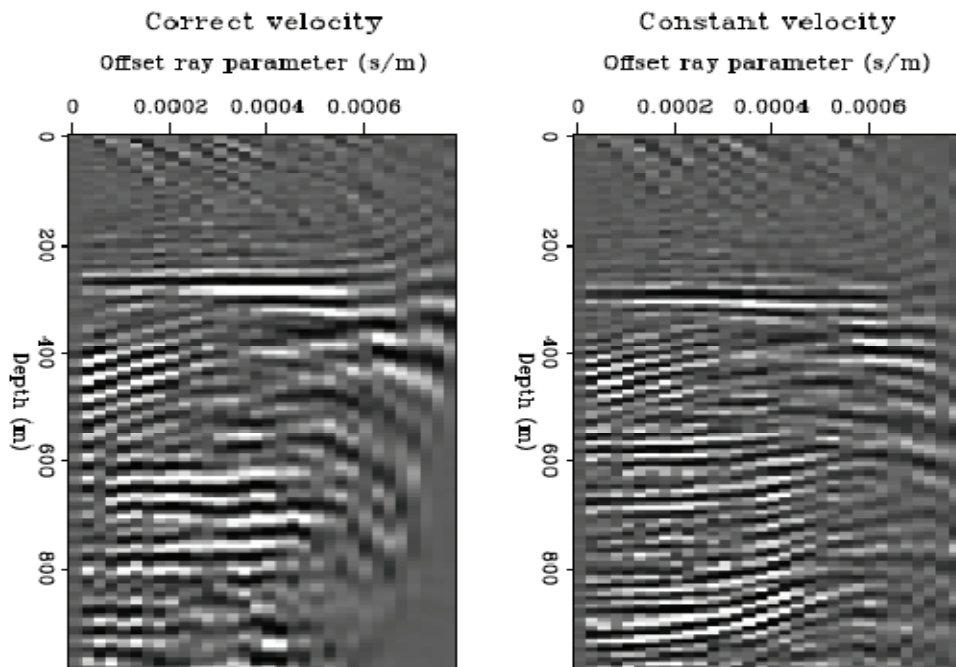 Correct velocity
Offset ray parameter (s/m)
0 0.0002 0.0004 0.0006
0
200
400
600
800
Depth (m)
Constant velocity
Offset ray parameter (s/m)
0 0.0002 0.0004 0.0006
0
200
400
600
800
Depth (m)